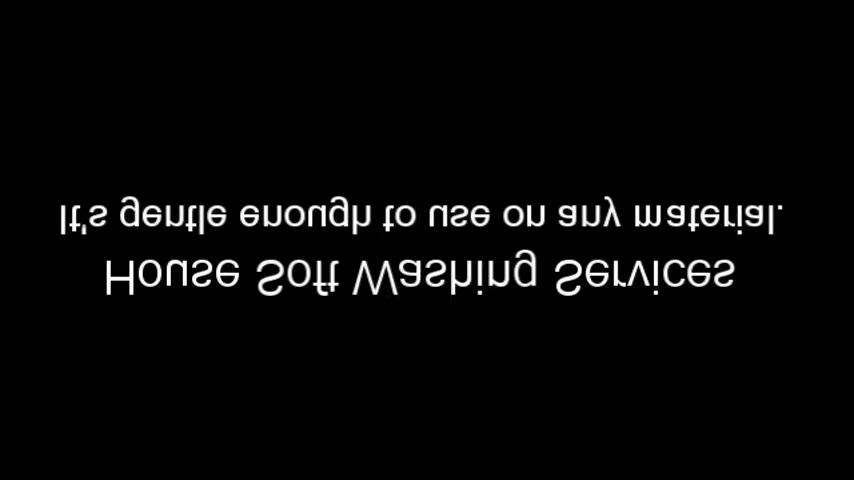 House Soft Washing Services
It's gentle enough to use on any material.